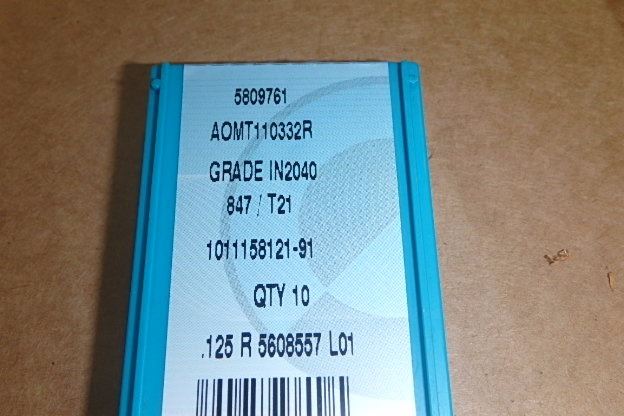 5809761
AOMT110332R
GRADE IN2040
847 / T21
1011158121-91
QTY 10
.125 R 5608557 L01